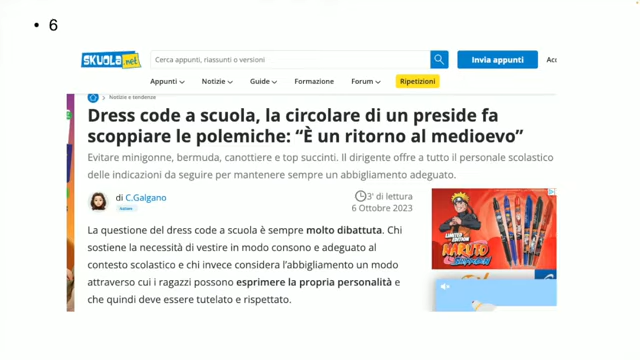 • 6
SKUOLA.net
Cerca appunti, riassunti o versioni
Invia appunti
Acc
Appunti
Notizie
Guide
Formazione
Forum
Ripetizioni
Notizie e tendenze
Dress code a scuola, la circolare di un preside fa
scoppiare le polemiche: “È un ritorno al medioevo”
Evitare minigonne, bermuda, canottiere e top succinti. Il dirigente offre a tutto il personale scolastico
delle indicazioni da seguire per mantenere sempre un abbigliamento adeguato.
di C.Galgano
3' di lettura
6 Ottobre 2023
La questione del dress code a scuola è sempre molto dibattuta. Chi
sostiene la necessità di vestire in modo consono e adeguato al
contesto scolastico e chi invece considera l’abbigliamento un modo
attraverso cui i ragazzi possono esprimere la propria personalità e
che quindi deve essere tutelato e rispettato.
LIMITED
EDITION
NARUTO
SHIPPUDEN